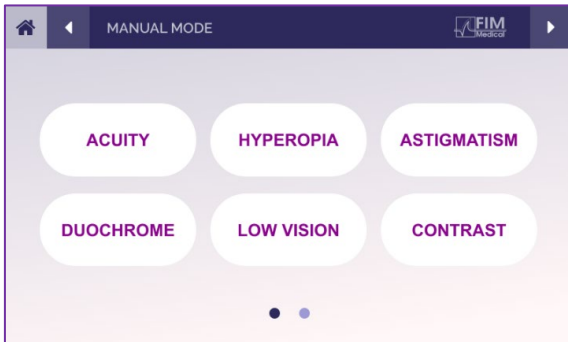 MANUAL MODE
FIM
Medical
ACUITY HYPEROPIA ASTIGMATISM
DUOCHROME LOW VISION CONTRAST